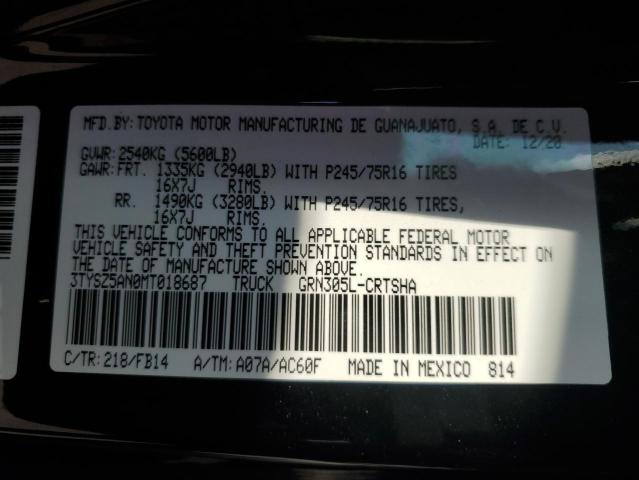 MFD.BY: TOYOTA MOTOR MANUFACTURING DE GUANAJUATO, S.A. DE C.V.
DATE: 12/20
GVWR: 2540KG (5600LB)
GAWR: FRT. 1335KG (2940LB) WITH P245/75R16 TIRES
16X7J RIMS.
RR. 1490KG (3280LB) WITH P245/75R16 TIRES,
16X7J RIMS.
THIS VEHICLE CONFORMS TO ALL APPLICABLE FEDERAL MOTOR
VEHICLE SAFETY AND THEFT PREVENTION STANDARDS IN EFFECT ON
THE DATE OF MANUFACTURE SHOWN ABOVE.
3TYSZ5AN0MT018687 TRUCK GRN305L-CRTSHA
C/TR: 218/FB14 A/TM: A07A/AC60F MADE IN MEXICO 814